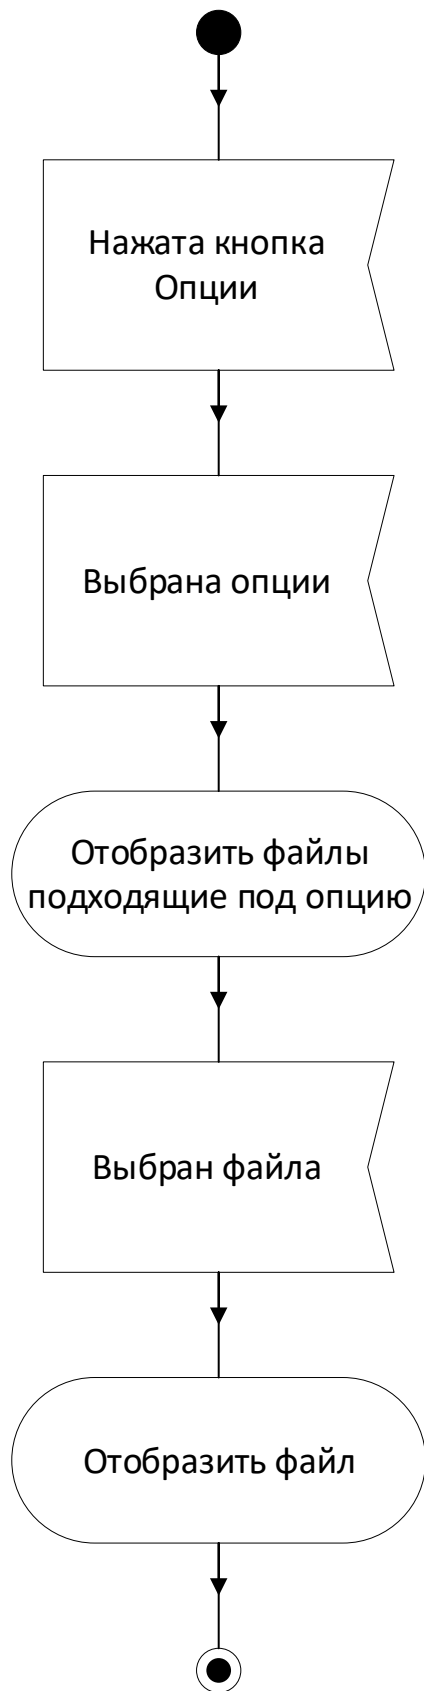 Нажата кнопка
Опции
Выбрана опции
Отобразить файлы
подходящие под опцию
Выбран файла
Отобразить файл